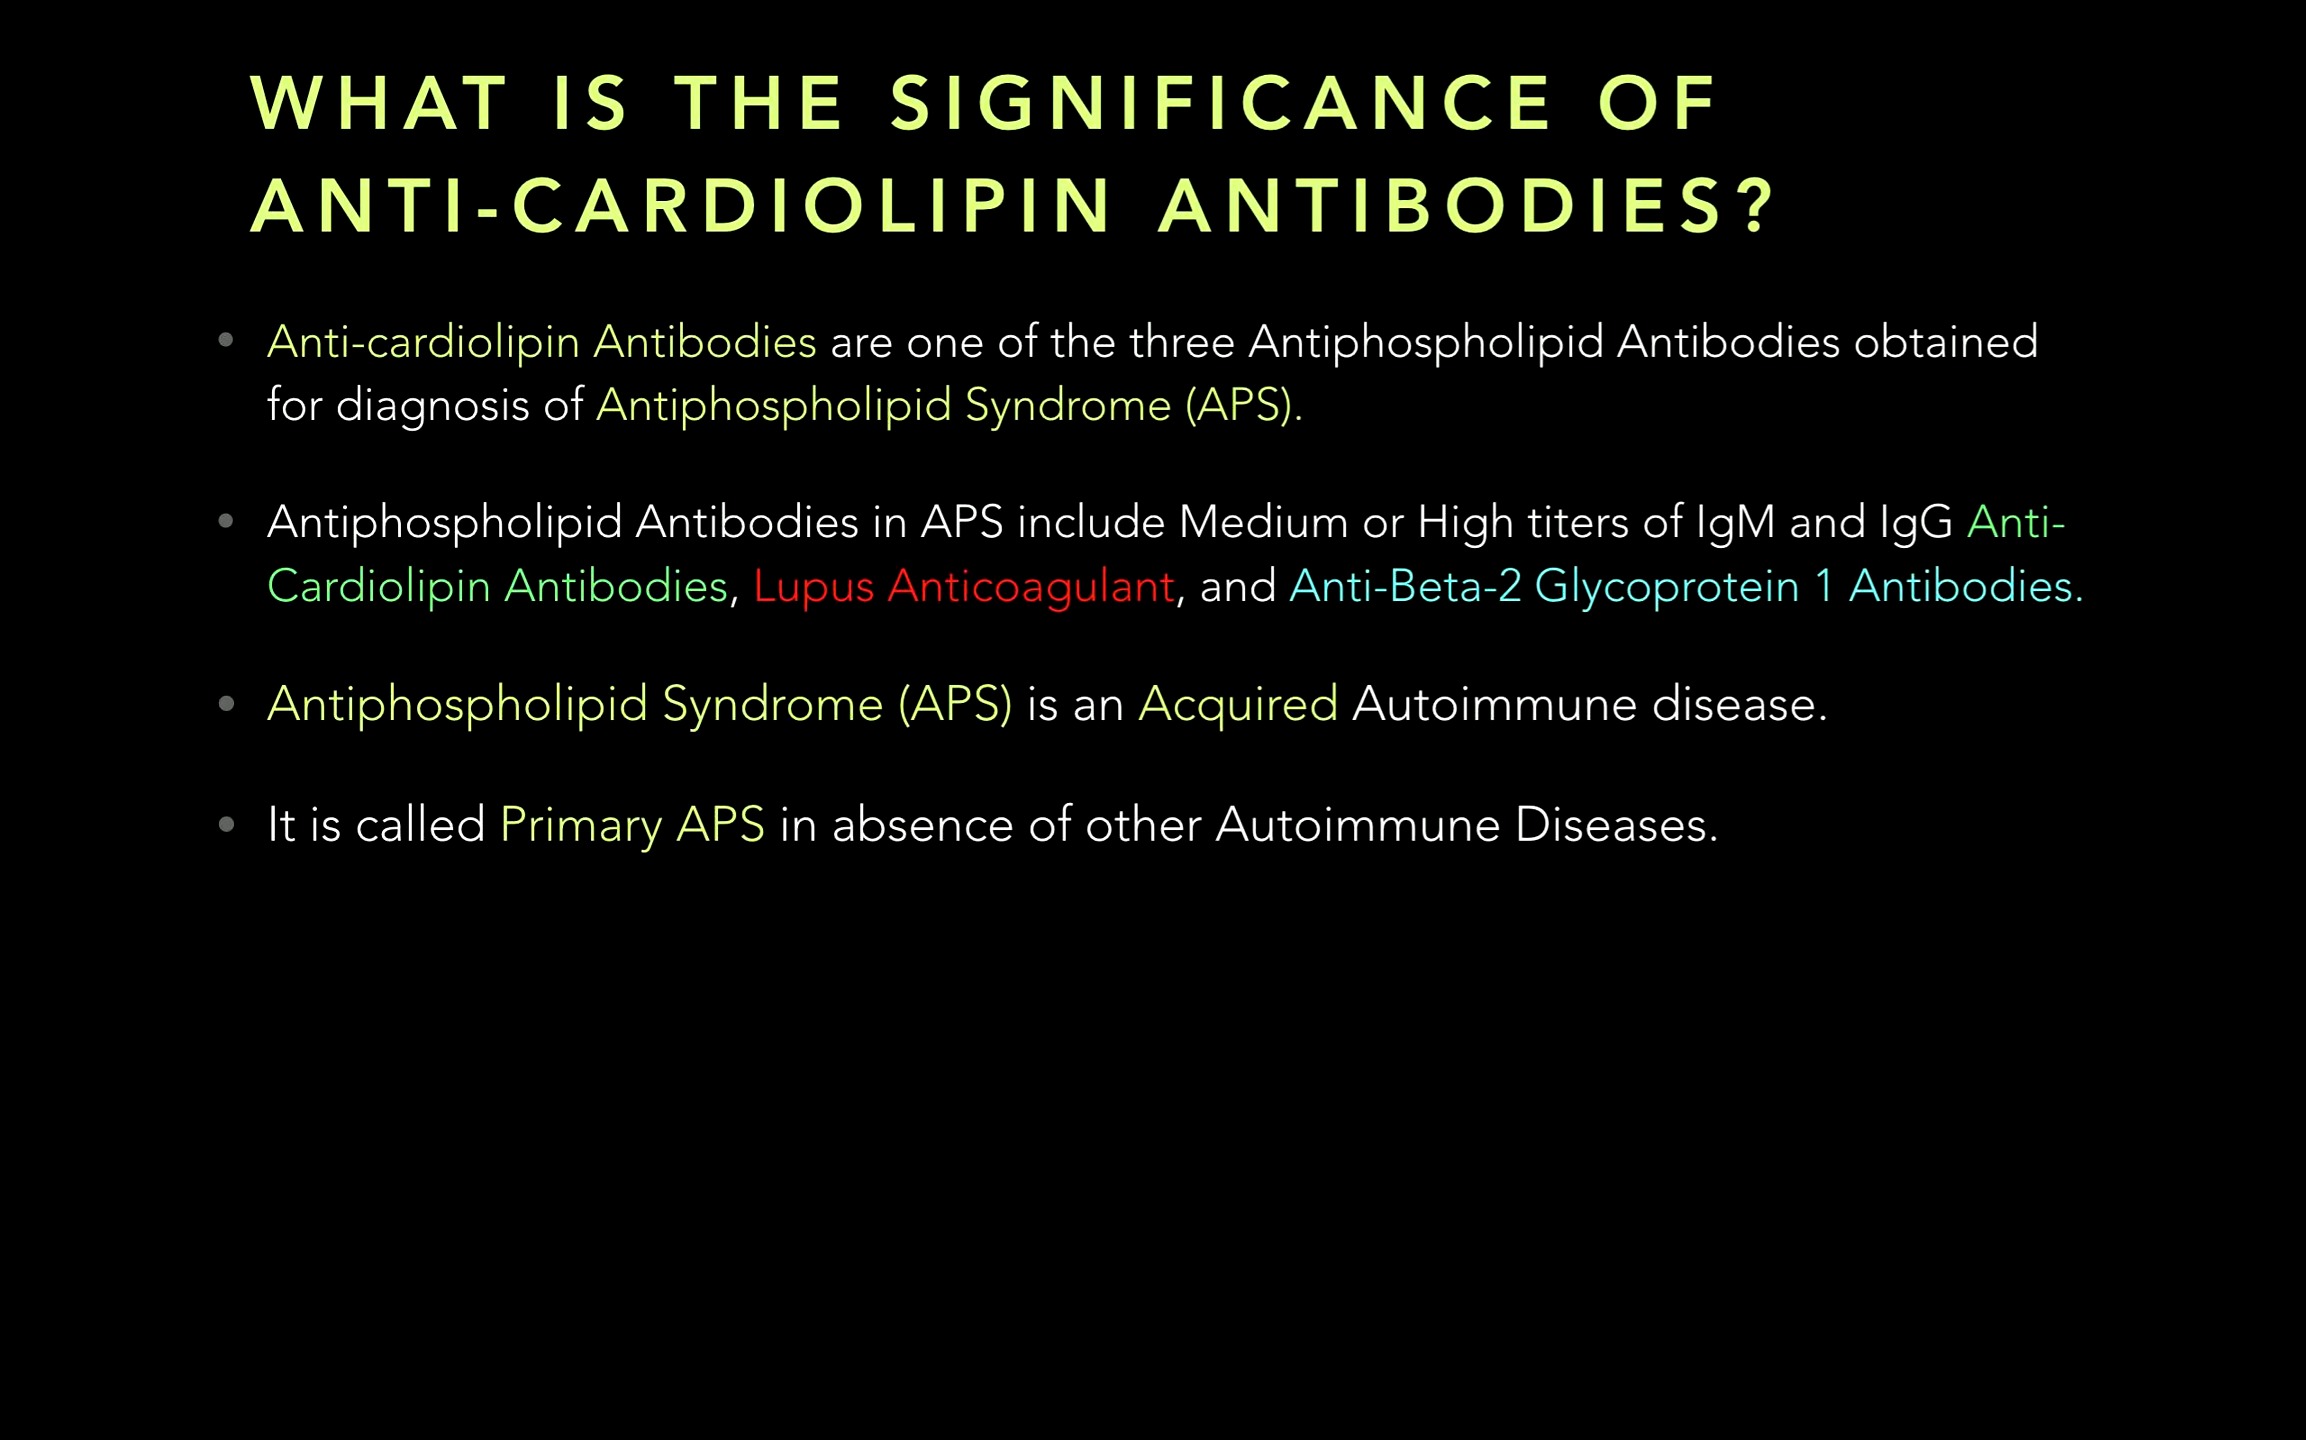 WHAT IS THE SIGNIFICANCE OF
ANTI-CARDIOLIPIN ANTIBODIES?
• Anti-cardiolipin Antibodies are one of the three Antiphospholipid Antibodies obtained
for diagnosis of Antiphospholipid Syndrome (APS).
• Antiphospholipid Antibodies in APS include Medium or High titers of IgM and IgG Anti-
Cardiolipin Antibodies, Lupus Anticoagulant, and Anti-Beta-2 Glycoprotein 1 Antibodies.
• Antiphospholipid Syndrome (APS) is an Acquired Autoimmune disease.
• It is called Primary APS in absence of other Autoimmune Diseases.